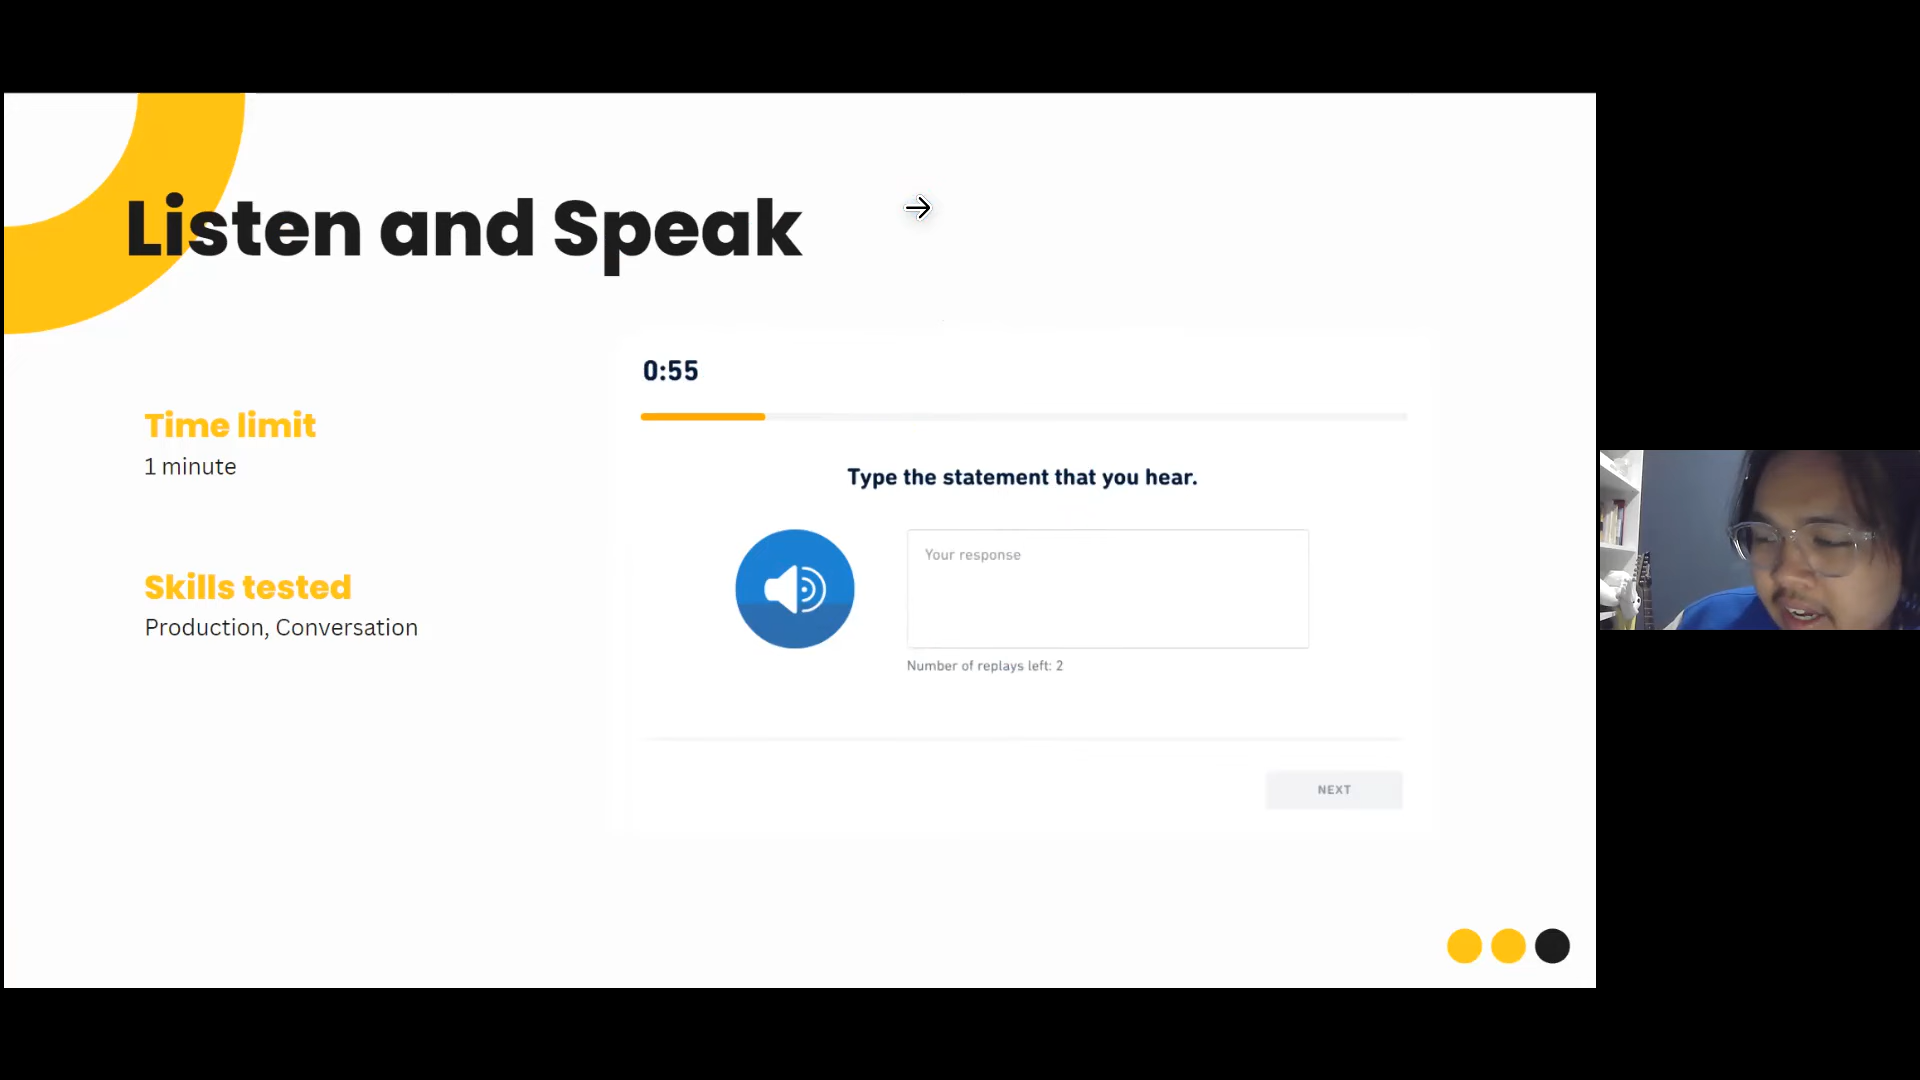 Listen and Speak
Time limit
1 minute
Skills tested
Production, Conversation
0:55
Type the statement that you hear.
Your response
Number of replays left: 2
NEXT